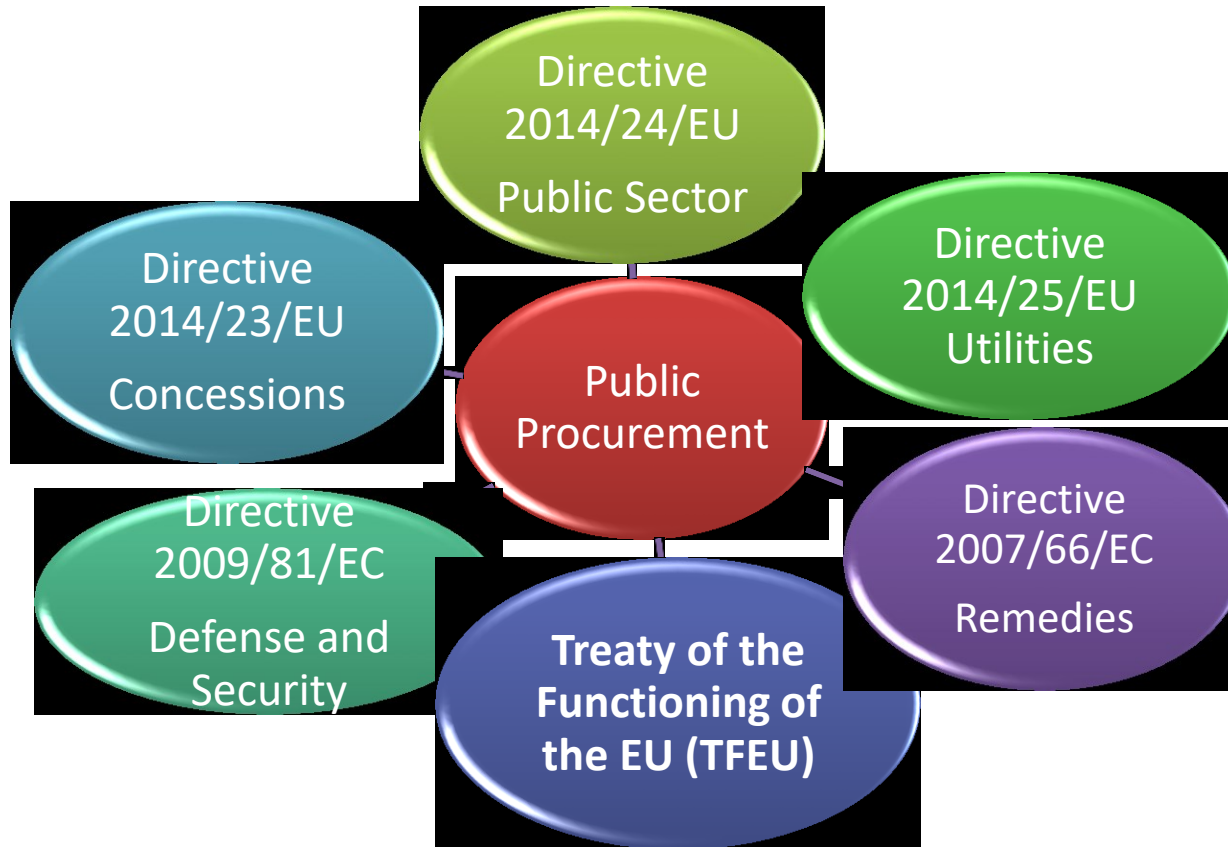 Directive
2014/24/EU
Public Sector
Directive
2014/23/EU
Concessions
Directive
2014/25/EU
Utilities
Public
Procurement
Directive
2009/81/EC
Defense and
Security
Directive
2007/66/EC
Remedies
Treaty of the
Functioning of
the EU (TFEU)